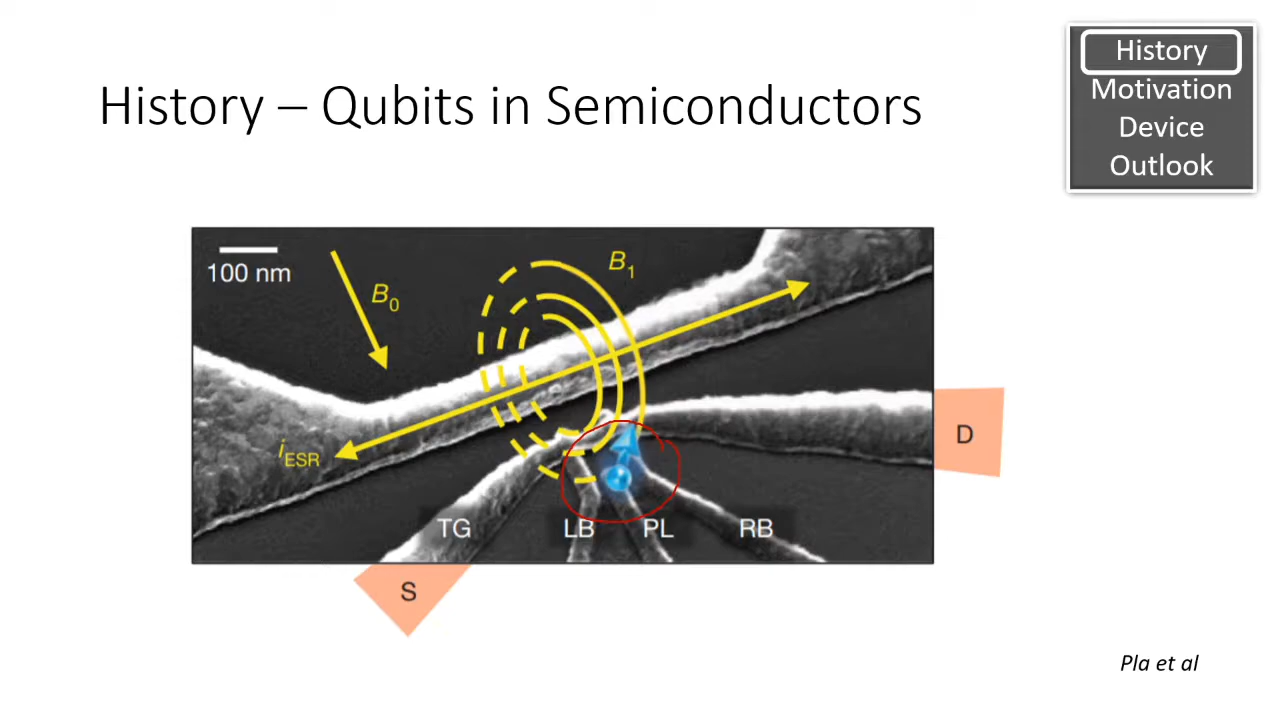 History – Qubits in Semiconductors
History
Motivation
Device
Outlook
100 nm
B₀
B₁
iESR
TG
LB
PL
RB
D
S
Pla et al